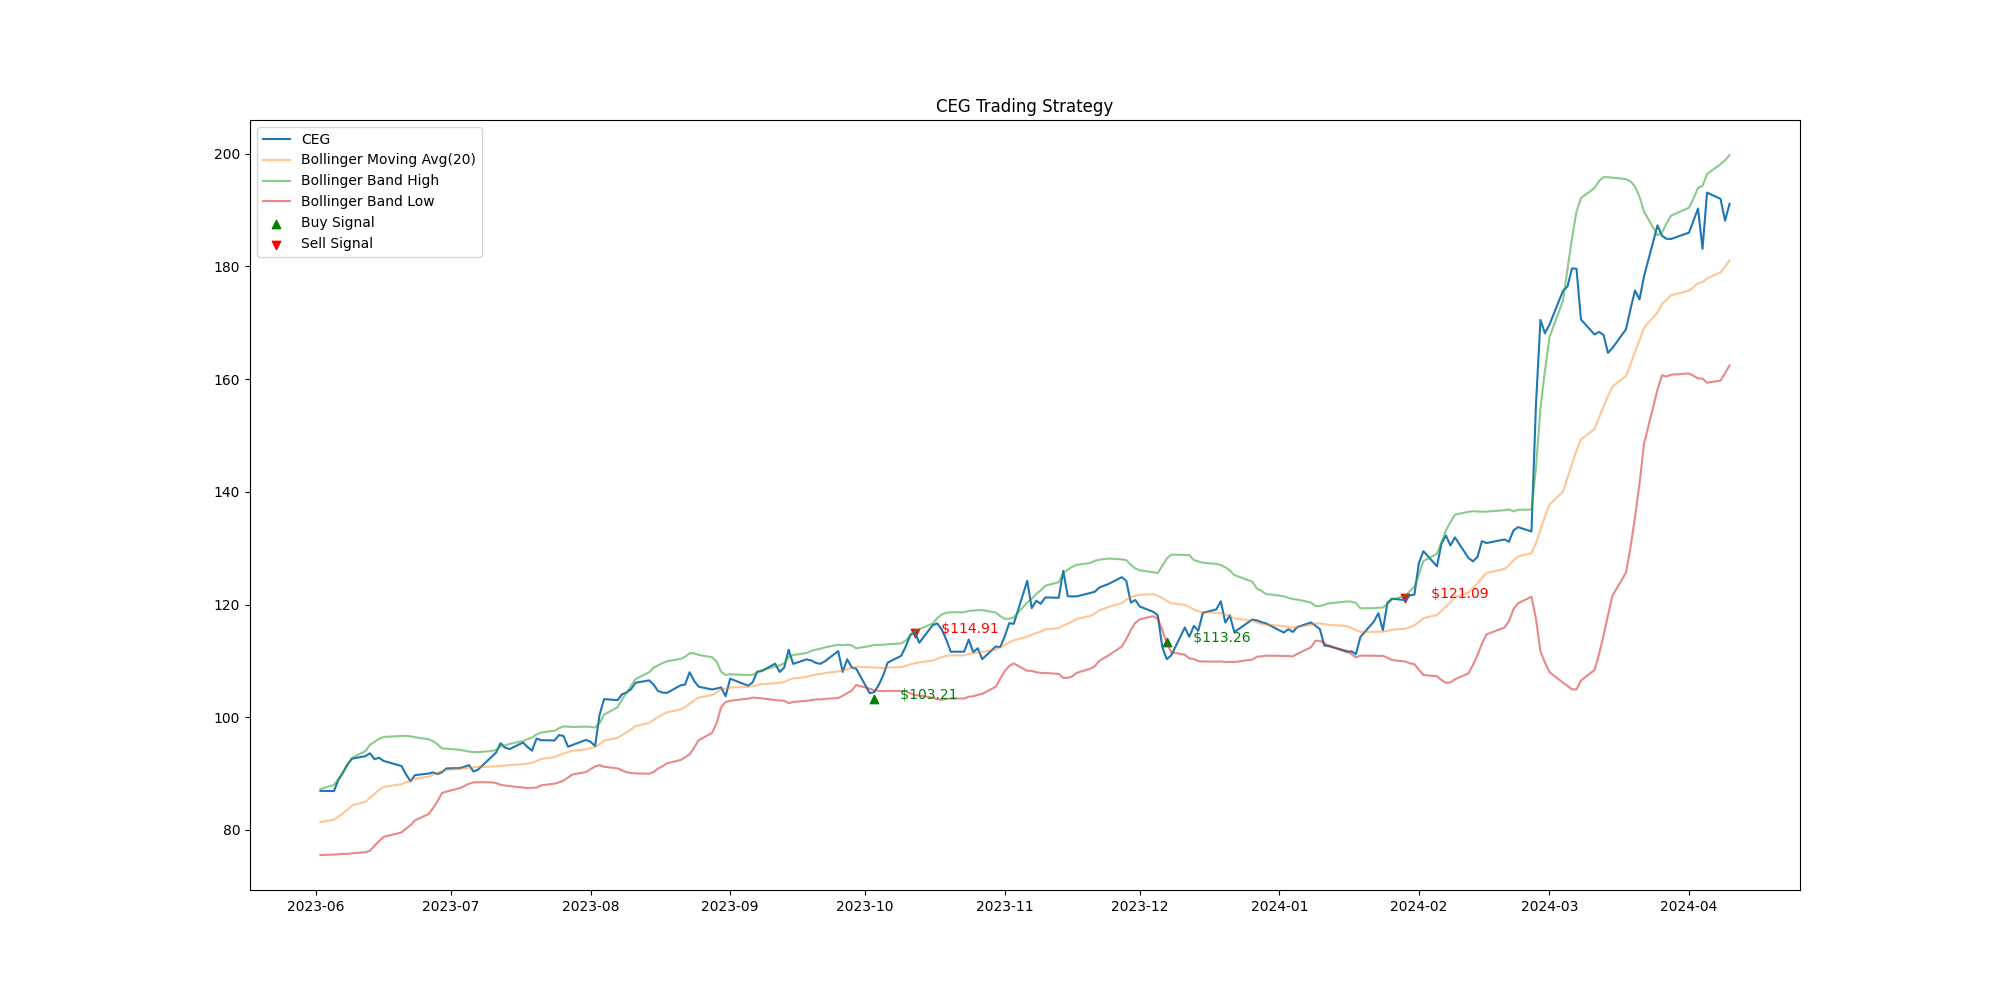 CEG Trading Strategy
CEG
Bollinger Moving Avg(20)
Bollinger Band High
Bollinger Band Low
Buy Signal
Sell Signal
200
180
160
140
120
100
80
$114.91
$103.21
$113.26
$121.09
2023-06 2023-07 2023-08 2023-09 2023-10 2023-11 2023-12 2024-01 2024-02 2024-03 2024-04